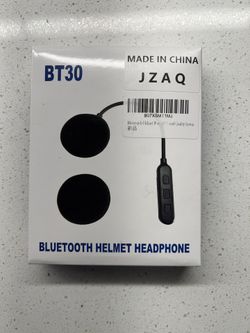 BT30
MADE IN CHINA
JZAQ
BLUETOOTH HELMET HEADPHONE